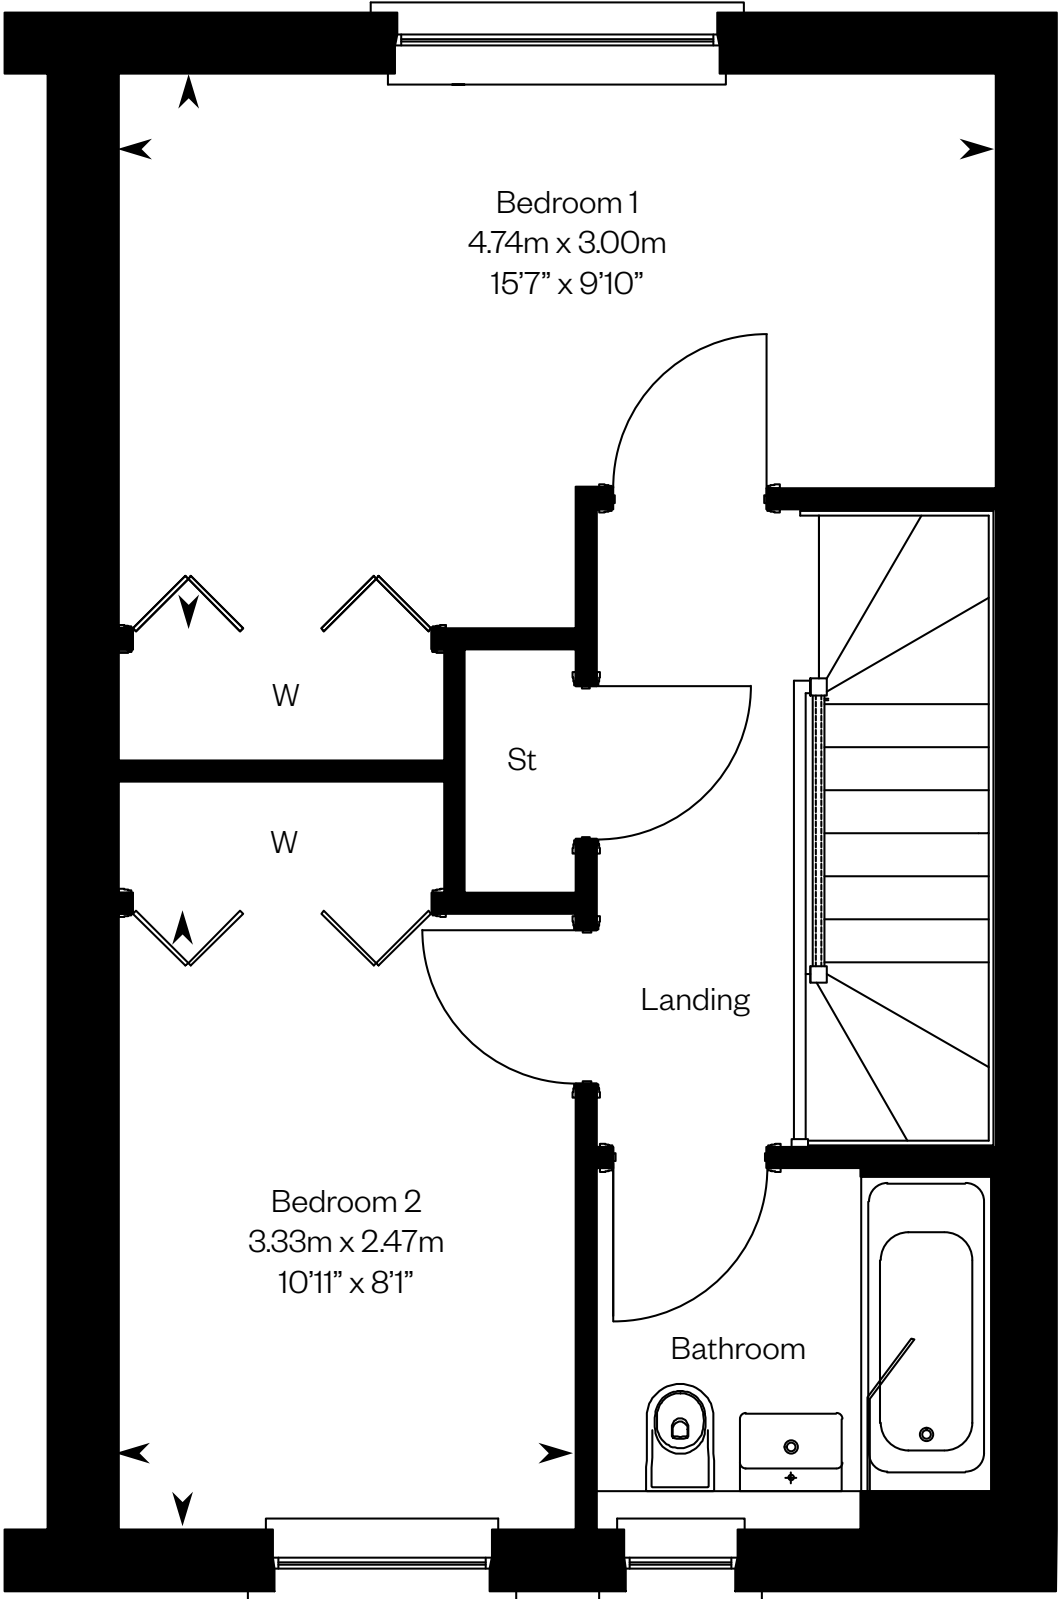 Bedroom 1
4.74m x 3.00m
15’7” x 9’10”
W
St
W
Landing
Bedroom 2
3.33m x 2.47m
10’11” x 8’1”
Bathroom